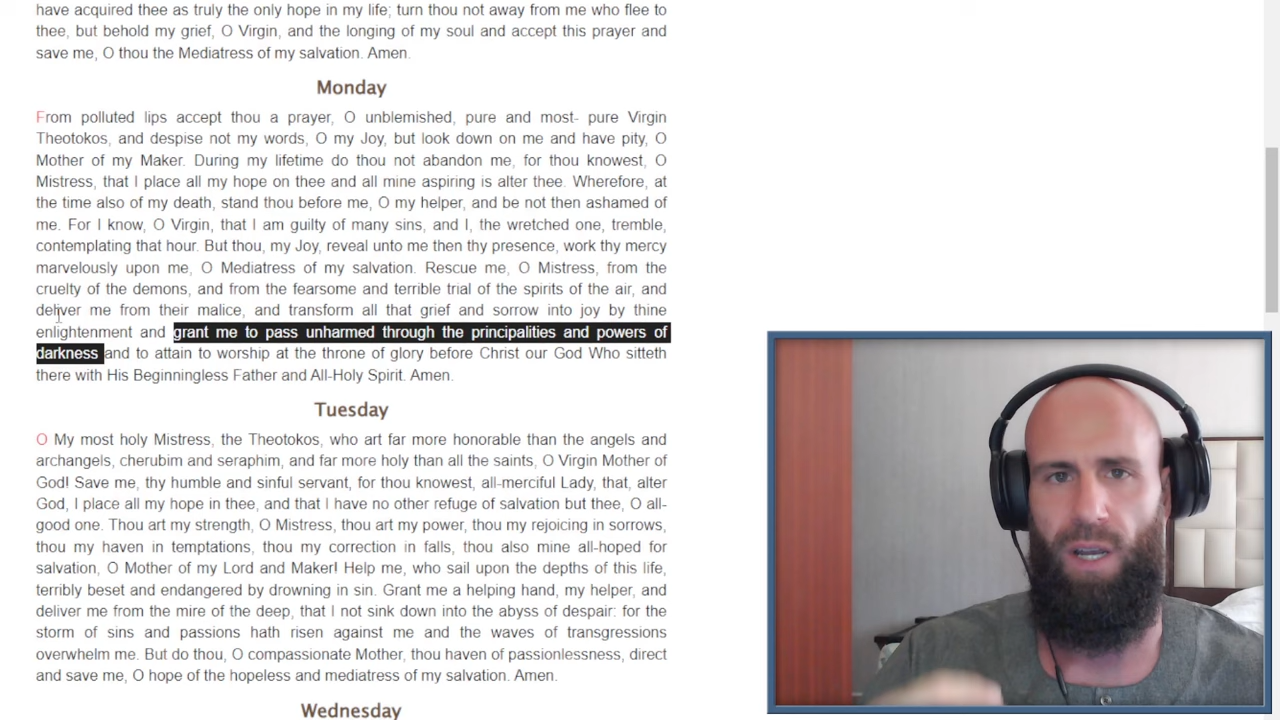 have acquired thee as truly the only hope in my life; turn thou not away from me who flee to
thee, but behold my grief, O Virgin, and the longing of my soul and accept this prayer and
save me, O thou the Mediatress of my salvation. Amen.
Monday
From polluted lips accept thou a prayer, O unblemished, pure and most- pure Virgin
Theotokos, and despise not my words, O my Joy, but look down on me and have pity, O
Mother of my Maker. During my lifetime do thou not abandon me, for thou knowest, O
Mistress, that I place all my hope on thee and all mine aspiring is alter thee. Wherefore, at
the time also of my death, stand thou before me, O my helper, and be not then ashamed of
me. For I know, O Virgin, that I am guilty of many sins, and I, the wretched one, tremble,
contemplating that hour. But thou, my Joy, reveal unto me then thy presence, work thy mercy
marvelously upon me, O Mediatress of my salvation. Rescue me, O Mistress, from the
cruelty of the demons, and from the fearsome and terrible trial of the spirits of the air, and
deliver me from their malice, and transform all that grief and sorrow into joy by thine
enlightenment and grant me to pass unharmed through the principalities and powers of
darkness and to attain to worship at the throne of glory before Christ our God Who sitteth
there with His Beginningless Father and All-Holy Spirit. Amen.
Tuesday
O My most holy Mistress, the Theotokos, who art far more honorable than the angels and
archangels, cherubim and seraphim, and far more holy than all the saints, O Virgin Mother of
God! Save me, thy humble and sinful servant, for thou knowest, all-merciful Lady, that, alter
God, I place all my hope in thee, and that I have no other refuge of salvation but thee, O all-
good one. Thou art my strength, O Mistress, thou art my power, thou my rejoicing in sorrows,
thou my haven in temptations, thou my correction in falls, thou also mine all-hoped for
salvation, O Mother of my Lord and Maker! Help me, who sail upon the depths of this life,
terribly beset and endangered by drowning in sin. Grant me a helping hand, my helper, and
deliver me from the mire of the deep, that I not sink down into the abyss of despair: for the
storm of sins and passions hath risen against me and the waves of transgressions
overwhelm me. But do thou, O compassionate Mother, thou haven of passionlessness, direct
and save me, O hope of the hopeless and mediatress of my salvation. Amen.
Wednesday